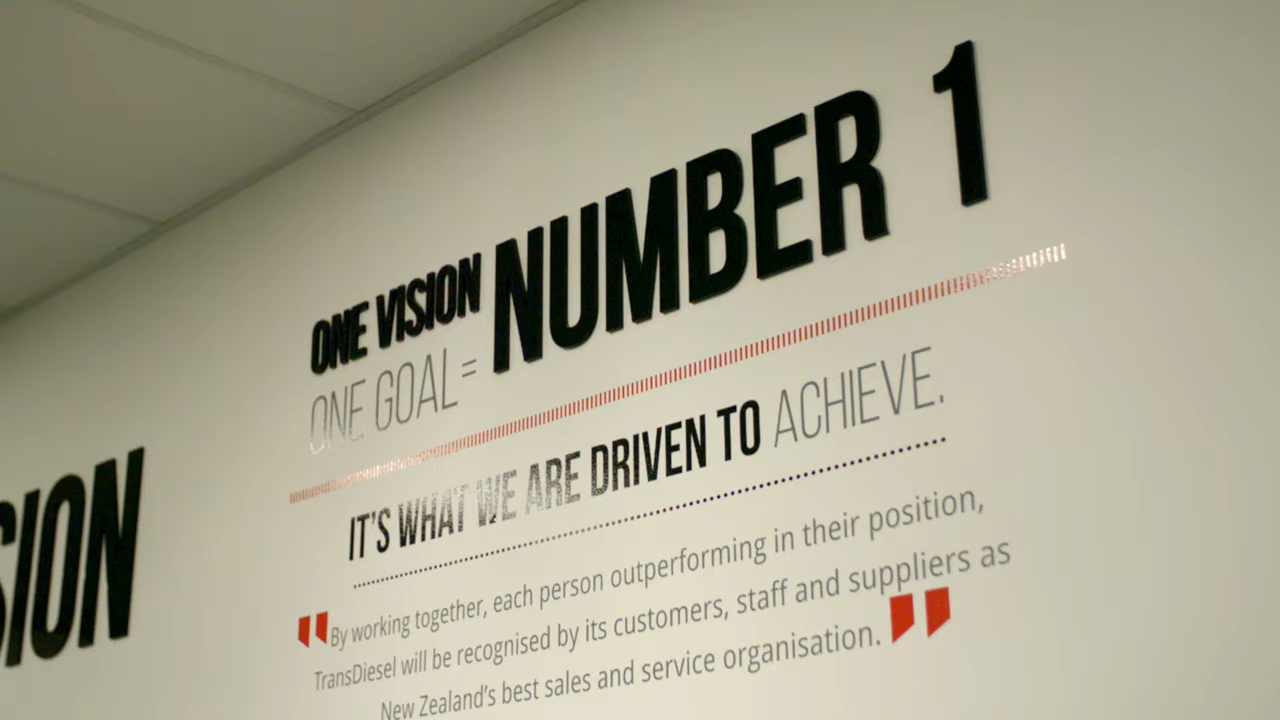 ONE VISION
ONE GOAL = NUMBER 1
IT'S WHAT WE ARE DRIVEN TO ACHIEVE.
"By working together, each person outperforming in their position,
TransDiesel will be recognised by its customers, staff and suppliers as
New Zealand's best sales and service organisation."